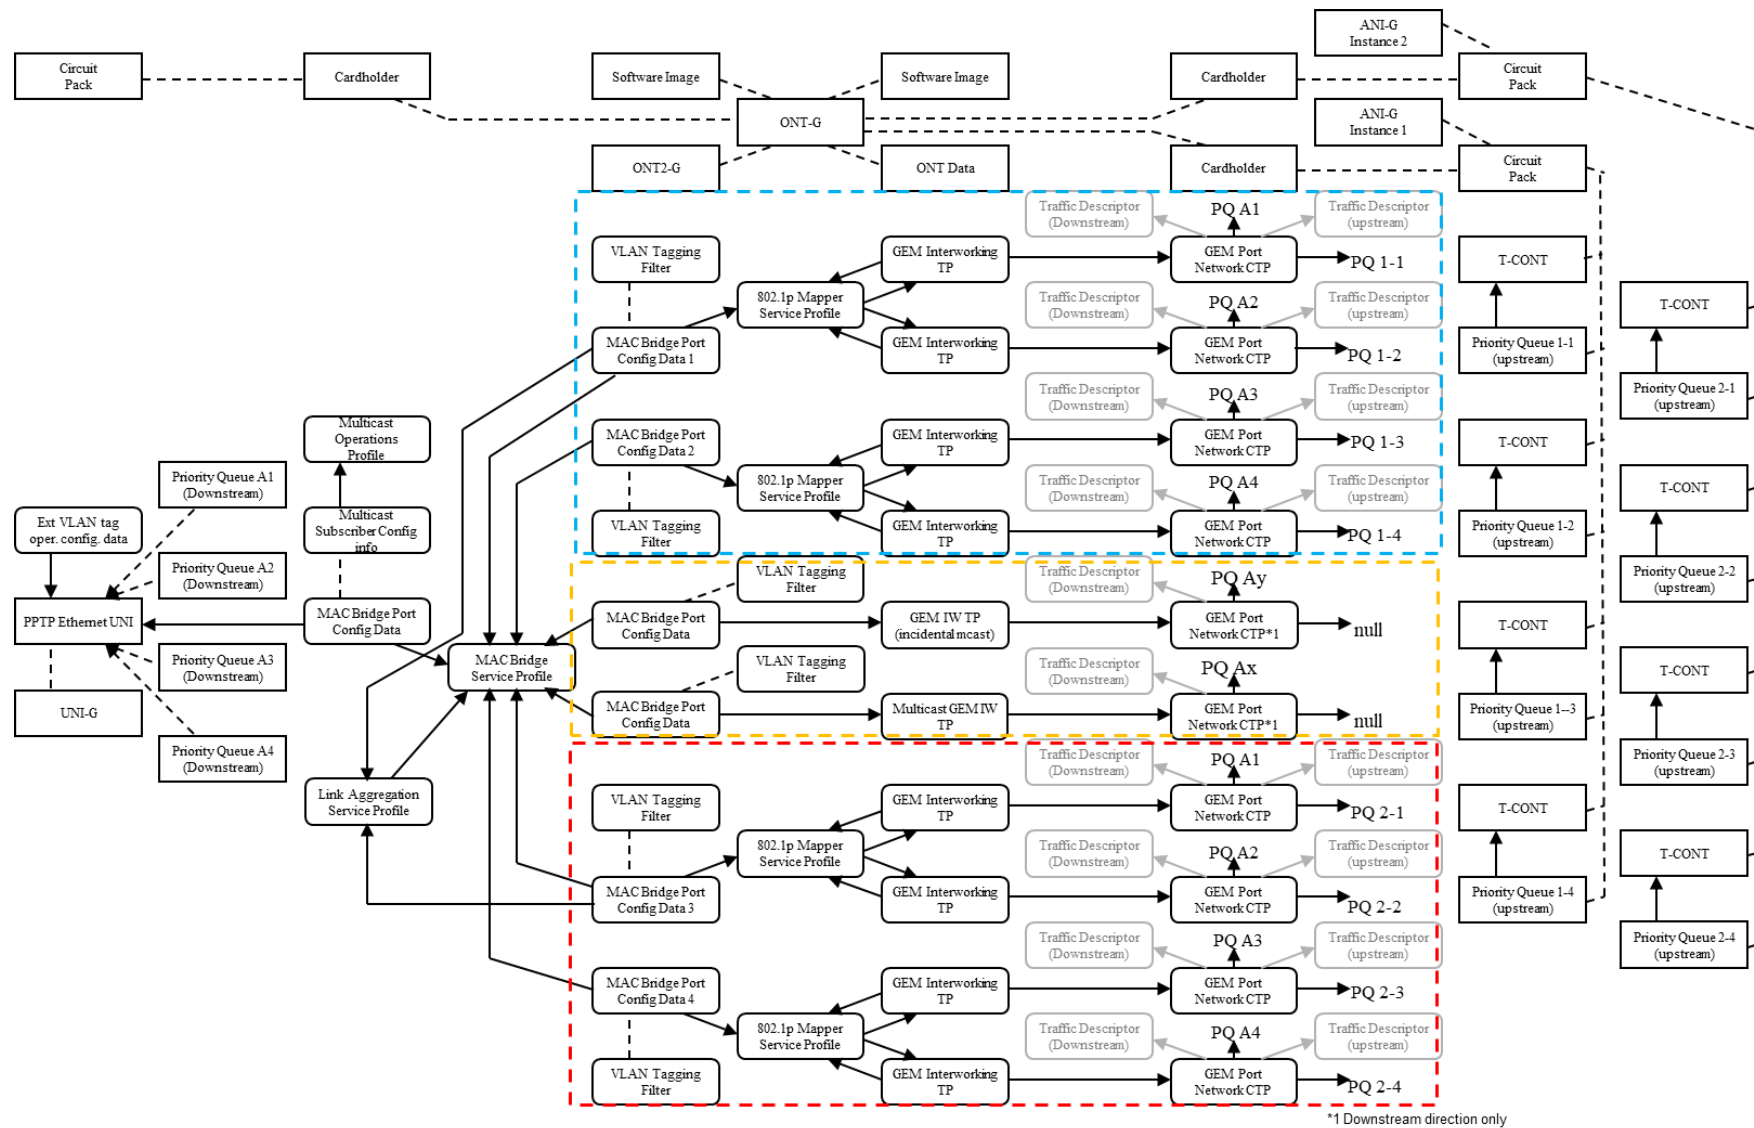 ANI-G
Instance 2
Circuit
Pack
Cardholder
Software Image
Software Image
Cardholder
Circuit
Pack
ONT-G
ANI-G
Instance 1
ONT2-G
ONT Data
Cardholder
Circuit
Pack
Traffic Descriptor
(Downstream)
PQ A1
Traffic Descriptor
(upstream)
VLAN Tagging
Filter
GEM Interworking
TP
GEM Port
Network CTP
PQ 1-1
T-CONT
802.1p Mapper
Service Profile
Traffic Descriptor
(Downstream)
PQ A2
Traffic Descriptor
(upstream)
T-CONT
MAC Bridge Port
Config Data 1
GEM Interworking
TP
GEM Port
Network CTP
PQ 1-2
Priority Queue 1-1
(upstream)
Traffic Descriptor
(Downstream)
PQ A3
Traffic Descriptor
(upstream)
Priority Queue 2-1
(upstream)
Multicast
Operations
Profile
MAC Bridge Port
Config Data 2
GEM Interworking
TP
GEM Port
Network CTP
PQ 1-3
T-CONT
Priority Queue A1
(Downstream)
802.1p Mapper
Service Profile
Traffic Descriptor
(Downstream)
PQ A4
Traffic Descriptor
(upstream)
T-CONT
Ext VLAN tag
oper. config. data
Multicast
Subscriber Config
info
VLAN Tagging
Filter
GEM Interworking
TP
GEM Port
Network CTP
PQ 1-4
Priority Queue 1-2
(upstream)
Priority Queue A2
(Downstream)
VLAN Tagging
Filter
Traffic Descriptor
(Downstream)
PQ Ay
Priority Queue 2-2
(upstream)
PPTP Ethernet UNI
MAC Bridge Port
Config Data
MAC Bridge Port
Config Data
GEM IW TP
(incidental mcast)
GEM Port
Network CTP*1
null
T-CONT
Priority Queue A3
(Downstream)
MAC Bridge
Service Profile
VLAN Tagging
Filter
Traffic Descriptor
(Downstream)
PQ Ax
T-CONT
UNI-G
MAC Bridge Port
Config Data
Multicast GEM IW
TP
GEM Port
Network CTP*1
null
Priority Queue 1--3
(upstream)
Priority Queue A4
(Downstream)
Traffic Descriptor
(Downstream)
PQ A1
Traffic Descriptor
(upstream)
Priority Queue 2-3
(upstream)
Link Aggregation
Service Profile
VLAN Tagging
Filter
GEM Interworking
TP
GEM Port
Network CTP
PQ 2-1
T-CONT
802.1p Mapper
Service Profile
Traffic Descriptor
(Downstream)
PQ A2
Traffic Descriptor
(upstream)
T-CONT
MAC Bridge Port
Config Data 3
GEM Interworking
TP
GEM Port
Network CTP
PQ 2-2
Priority Queue 1-4
(upstream)
Traffic Descriptor
(Downstream)
PQ A3
Traffic Descriptor
(upstream)
Priority Queue 2-4
(upstream)
MAC Bridge Port
Config Data 4
GEM Interworking
TP
GEM Port
Network CTP
PQ 2-3
802.1p Mapper
Service Profile
Traffic Descriptor
(Downstream)
PQ A4
Traffic Descriptor
(upstream)
VLAN Tagging
Filter
GEM Interworking
TP
GEM Port
Network CTP
PQ 2-4
*1 Downstream direction only